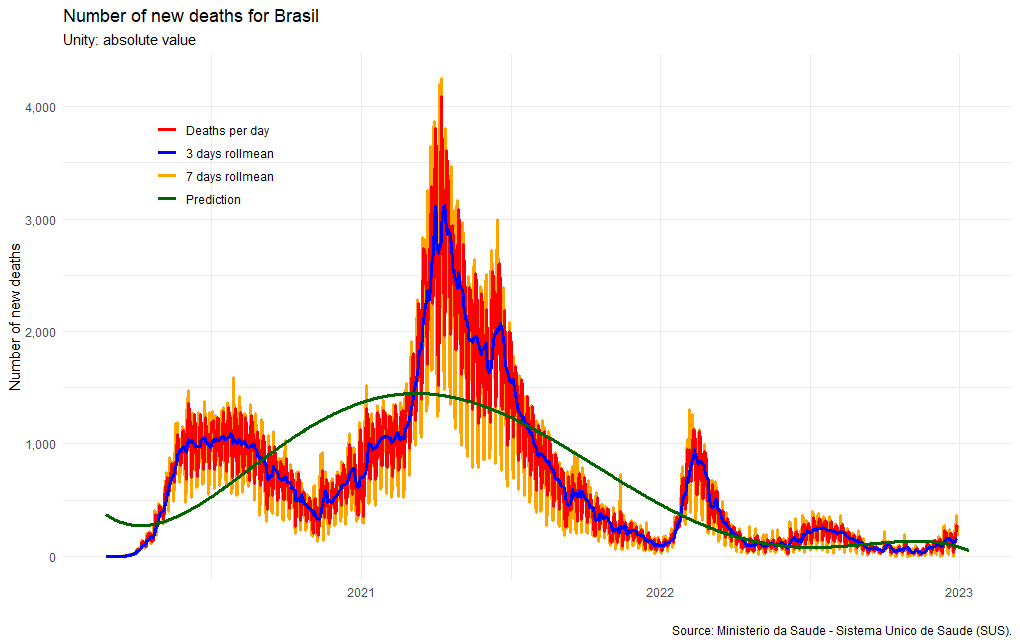 Number of new deaths for Brasil
Unity: absolute value
Number of new deaths
4,000
3,000
2,000
1,000
0
Deaths per day
3 days rollmean
7 days rollmean
Prediction
2021
2022
2023
Source: Ministerio da Saude - Sistema Unico de Saude (SUS).